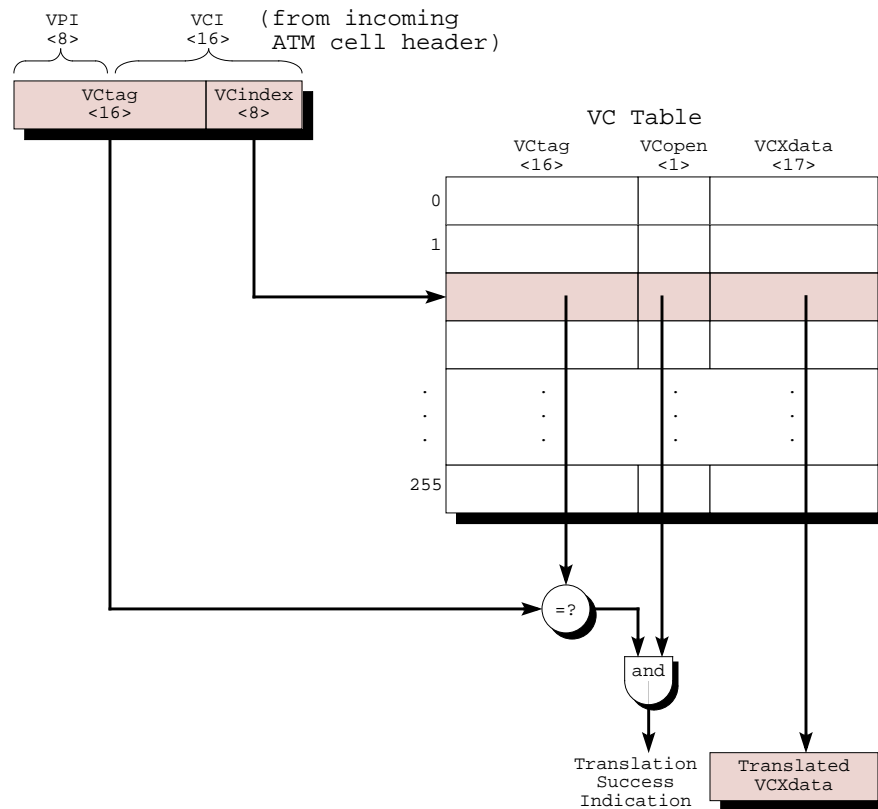 VPI VCI (from incoming
<8> <16> ATM cell header)
VCtag VCindex
<16> <8>
VC Table
VCtag VCopen VCXdata
<16> <1> <17>
0
1
. . . .
. . . .
. . . .
255
=?
and
Translation
Success
Indication
Translated
VCXdata